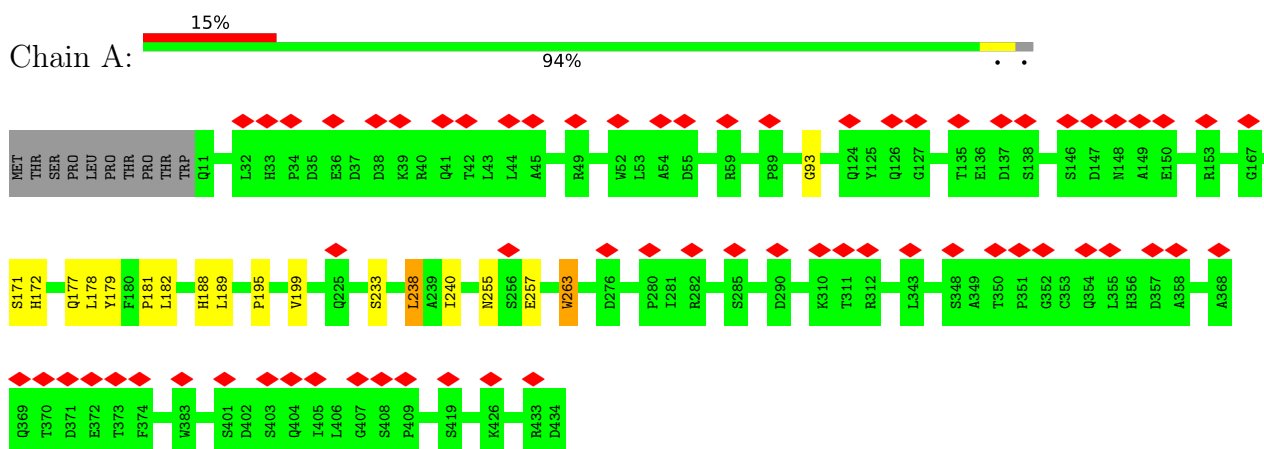 15%
Chain A:
94%
• •
MET THR SER PRO LEU PRO THR PRO THR TRP Q11 L32 H33 P34 D35 E36 D37 D38 K39 R40 Q41 T42 L43 L44 A45 R49 W52 L53 A54 D55 R59 P89 G93 Q124 Y125 Q126 G127 T135 E136 D137 S138 S146 D147 N148 A149 E150 R153 G167
S171 H172 Q177 L178 Y179 F180 P181 L182 H188 L189 P195 V199 Q225 S233 L238 A239 I240 N255 S256 E257 W263 D276 P280 I281 R282 S285 D290 K310 T311 R312 L343 S348 A349 T350 P351 G352 C353 Q354 L355 H356 D357 A358 A368
Q369 T370 D371 E372 T373 F374 W383 S401 D402 S403 Q404 I405 L406 G407 S408 P409 S419 K426 R433 D434